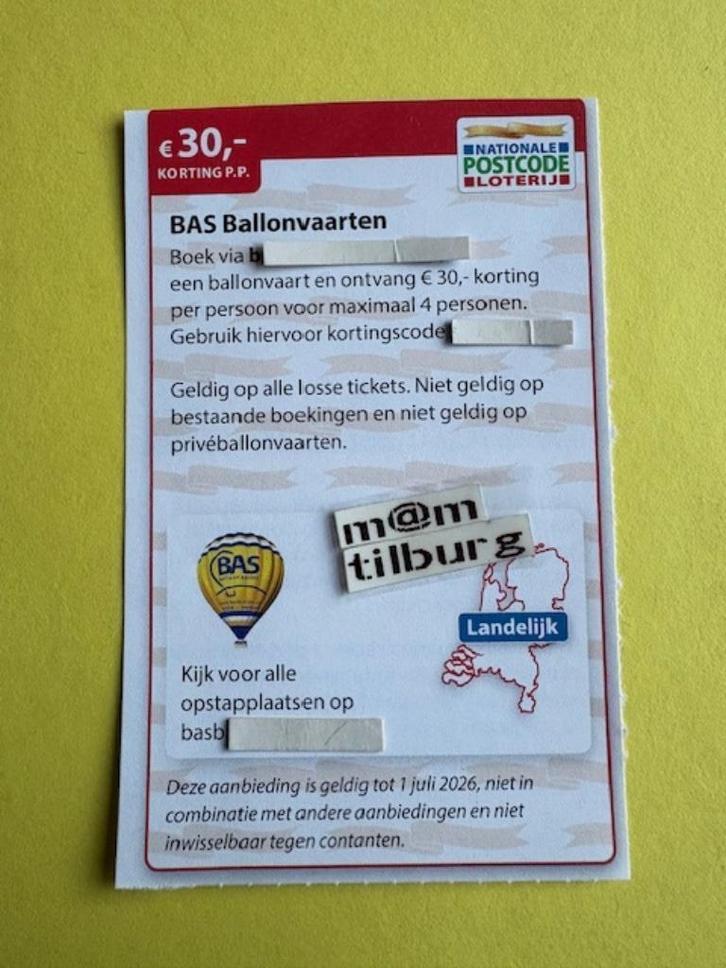 € 30,-
KORTING P.P.
NATIONALE
POSTCODE
LOTERIJ
BAS Ballonvaarten
Boek via b
een ballonvaart en ontvang € 30,- korting
per persoon voor maximaal 4 personen.
Gebruik hiervoor kortingscode
Geldig op alle losse tickets. Niet geldig op
bestaande boekingen en niet geldig op
privéballonvaarten.
m@m
tilburg
BAS
Landelijk
Kijk voor alle
opstapplaatsen op
basb
Deze aanbieding is geldig tot 1 juli 2026, niet in
combinatie met andere aanbiedingen en niet
inwisselbaar tegen contanten.